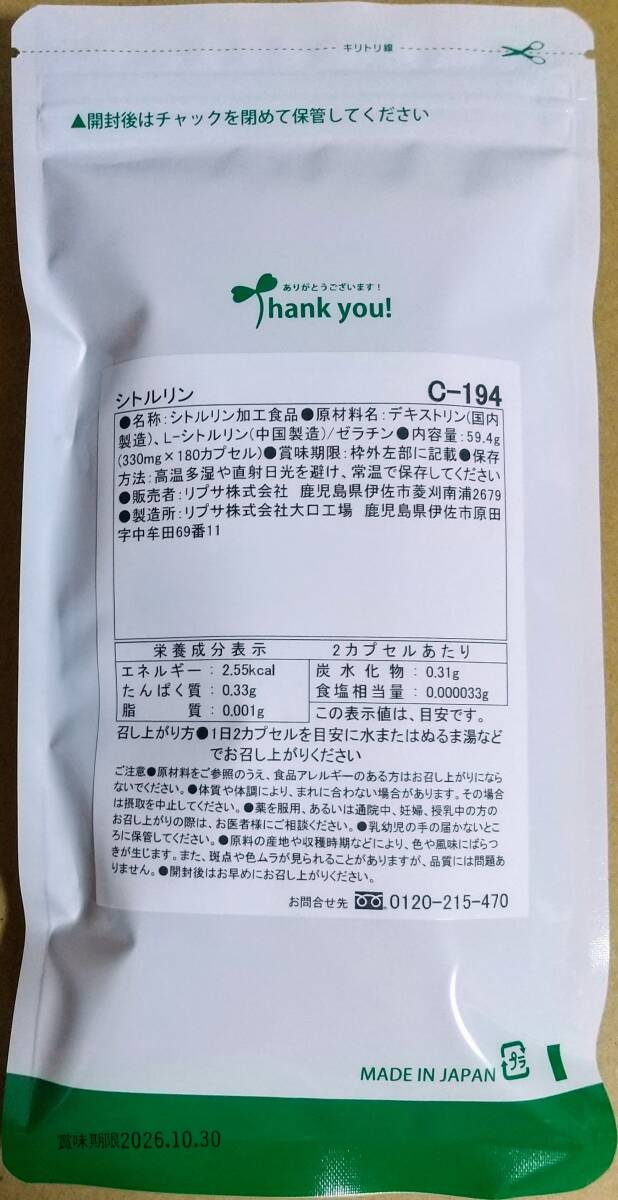 キリトリ線
▲開封後はチャックを閉めて保管してください
ありがとうございます!
Thank you!
シトルリン C-194
●名称:シトルリン加工食品●原材料名:デキストリン(国内
製造)、L-シトルリン(中国製造)/ゼラチン●内容量:59.4g
(330mg×180カプセル)●賞味期限:枠外左部に記載●保存
方法:高温多湿や直射日光を避け、常温で保存してください
●販売者:リプサ株式会社 鹿児島県伊佐市菱刈南浦2679
●製造所:リプサ株式会社大口工場 鹿児島県伊佐市原田
字中牟田69番11
栄養成分表示 2カプセルあたり
エネルギー:2.55kcal 炭水化物:0.31g
たんぱく質:0.33g 食塩相当量:0.000033g
脂質:0.001g この表示値は、目安です。
召し上がり方●1日2カプセルを目安に水またはぬるま湯など
でお召し上がりください
ご注意●原材料をご参照のうえ、食品アレルギーのある方はお召し上がりになら
ないでください。●体質や体調により、まれに合わない場合があります。その場合
は摂取を中止してください。●薬を服用、あるいは通院中、妊婦、授乳中の方の
お召し上がりの際は、お医者様にご相談ください。●乳幼児の手の届かないとこ
ろに保管してください。●原料の産地や収穫時期などにより、色や風味にばらつ
きが生じます。また、斑点や色ムラが見られることがありますが、品質には問題あ
りません。●開封後はお早めにお召し上がりください。
お問合せ先 0120-215-470
MADE IN JAPAN プラ
賞味期限2026.10.30